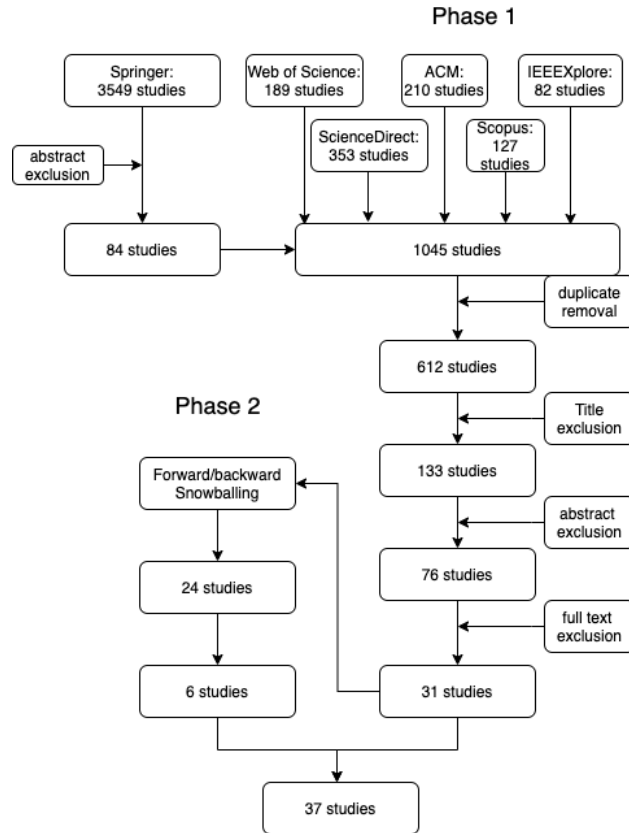 Phase 1
Springer:
3549 studies
Web of Science:
189 studies
ACM:
210 studies
IEEEXplore:
82 studies
ScienceDirect:
353 studies
Scopus:
127
studies
abstract
exclusion
84 studies
1045 studies
duplicate
removal
612 studies
Title
exclusion
133 studies
abstract
exclusion
76 studies
full text
exclusion
31 studies
Phase 2
Forward/backward
Snowballing
24 studies
6 studies
37 studies